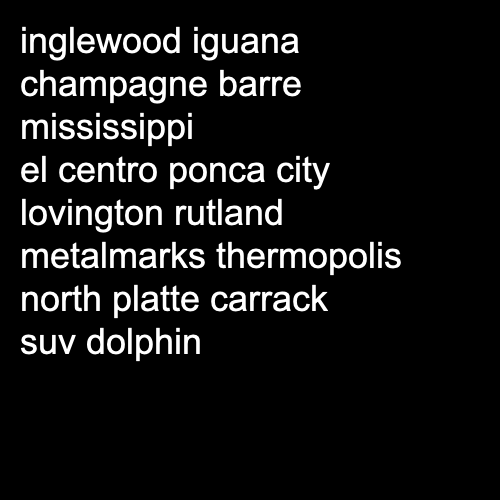 inglewood iguana
champagne barre
mississippi
el centro ponca city
lovington rutland
metalmarks thermopolis
north platte carrack
suv dolphin